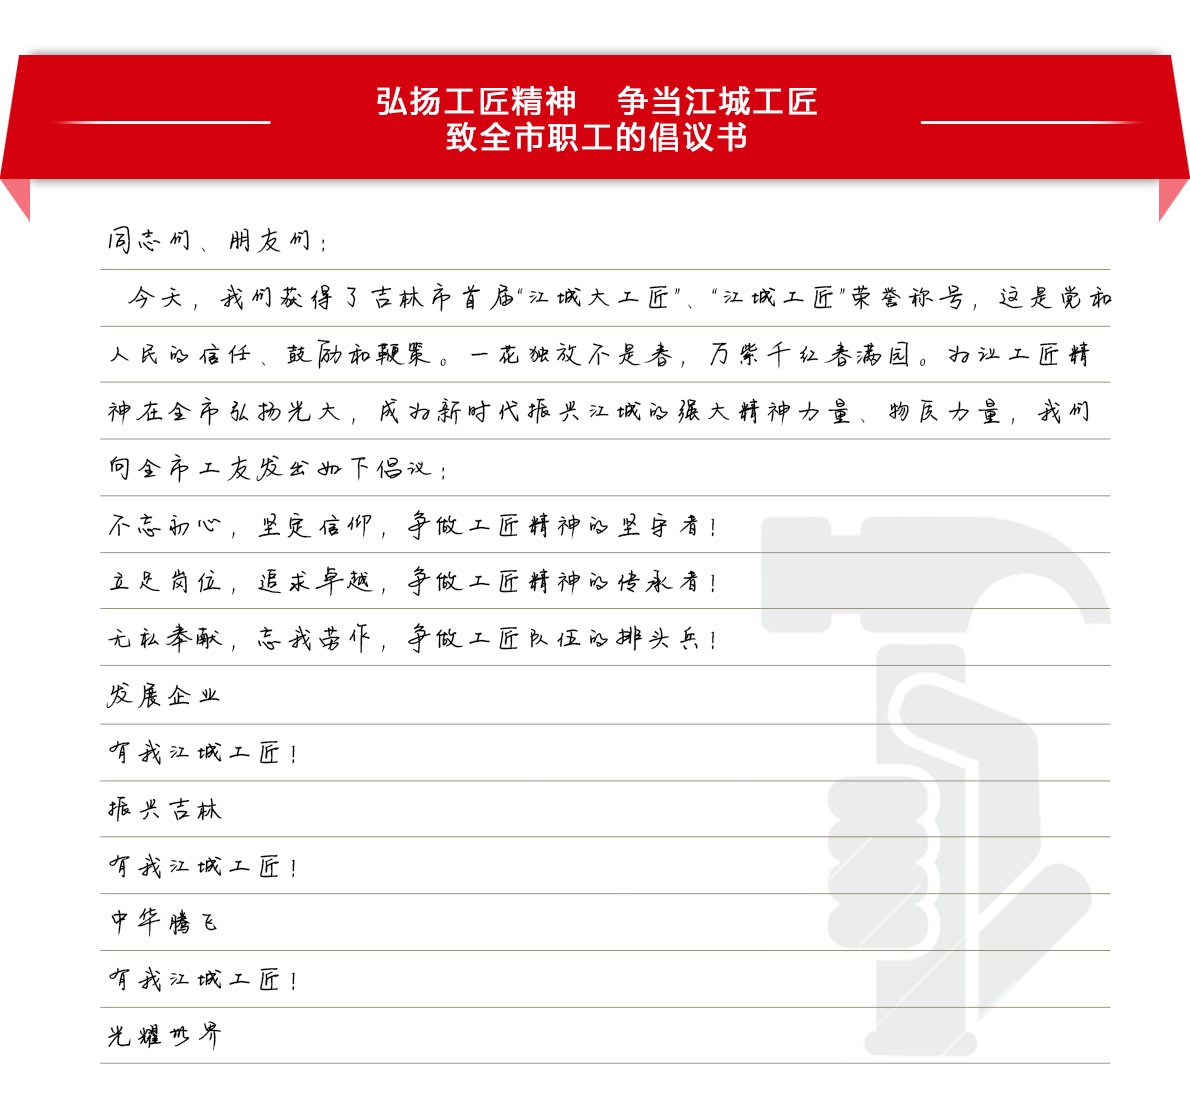 弘扬工匠精神 争当江城工匠
致全市职工的倡议书
同志们、朋友们：
今天，我们获得了吉林市首届“江城大工匠”、“江城工匠”荣誉称号，这是党和
人民的信任、鼓励和鞭策。一花独放不是春，万紫千红春满园。为让工匠精
神在全市弘扬光大，成为新时代振兴江城的强大精神力量、物质力量，我们
向全市工友发出如下倡议：
不忘初心，坚定信仰，争做工匠精神的坚守者！
立足岗位，追求卓越，争做工匠精神的传承者！
无私奉献，忘我劳作，争做工匠队伍的排头兵！
发展企业
有我江城工匠！
振兴吉林
有我江城工匠！
中华腾飞
有我江城工匠！
光耀世界